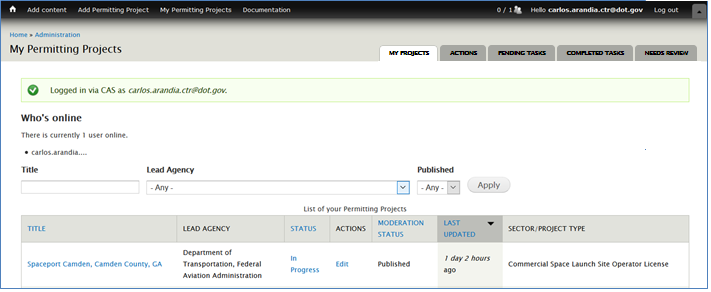 Add content Add Permitting Project My Permitting Projects Documentation 0 / 1 Hello carlos.arandia.ctr@dot.gov Log out
Home » Administration
My Permitting Projects
MY PROJECTS ACTIONS PENDING TASKS COMPLETED TASKS NEEDS REVIEW
Logged in via CAS as carlos.arandia.ctr@dot.gov.
Who's online
There is currently 1 user online.
• carlos.arandia....
Title Lead Agency Published
- Any - - Any - Apply
List of your Permitting Projects
TITLE LEAD AGENCY STATUS ACTIONS MODERATION STATUS LAST UPDATED SECTOR/PROJECT TYPE
Spaceport Camden, Camden County, GA Department of Transportation, Federal Aviation Administration In Progress Edit Published 1 day 2 hours ago Commercial Space Launch Site Operator License